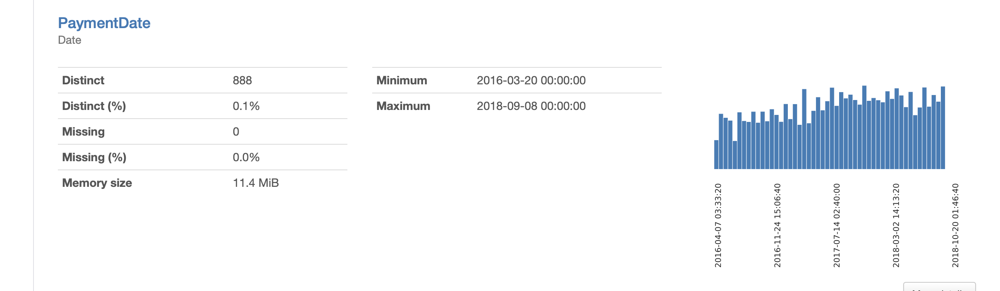 PaymentDate
Date
Distinct 888
Distinct (%) 0.1%
Missing 0
Missing (%) 0.0%
Memory size 11.4 MiB
Minimum 2016-03-20 00:00:00
Maximum 2018-09-08 00:00:00
2016-04-07 03:33:20
2016-11-24 15:06:40
2017-07-14 02:40:00
2018-03-02 14:13:20
2018-10-20 01:46:40